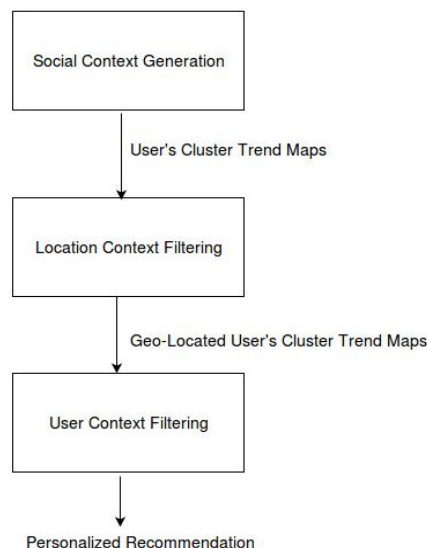 Social Context Generation
User's Cluster Trend Maps
Location Context Filtering
Geo-Located User's Cluster Trend Maps
User Context Filtering
Personalized Recommendation